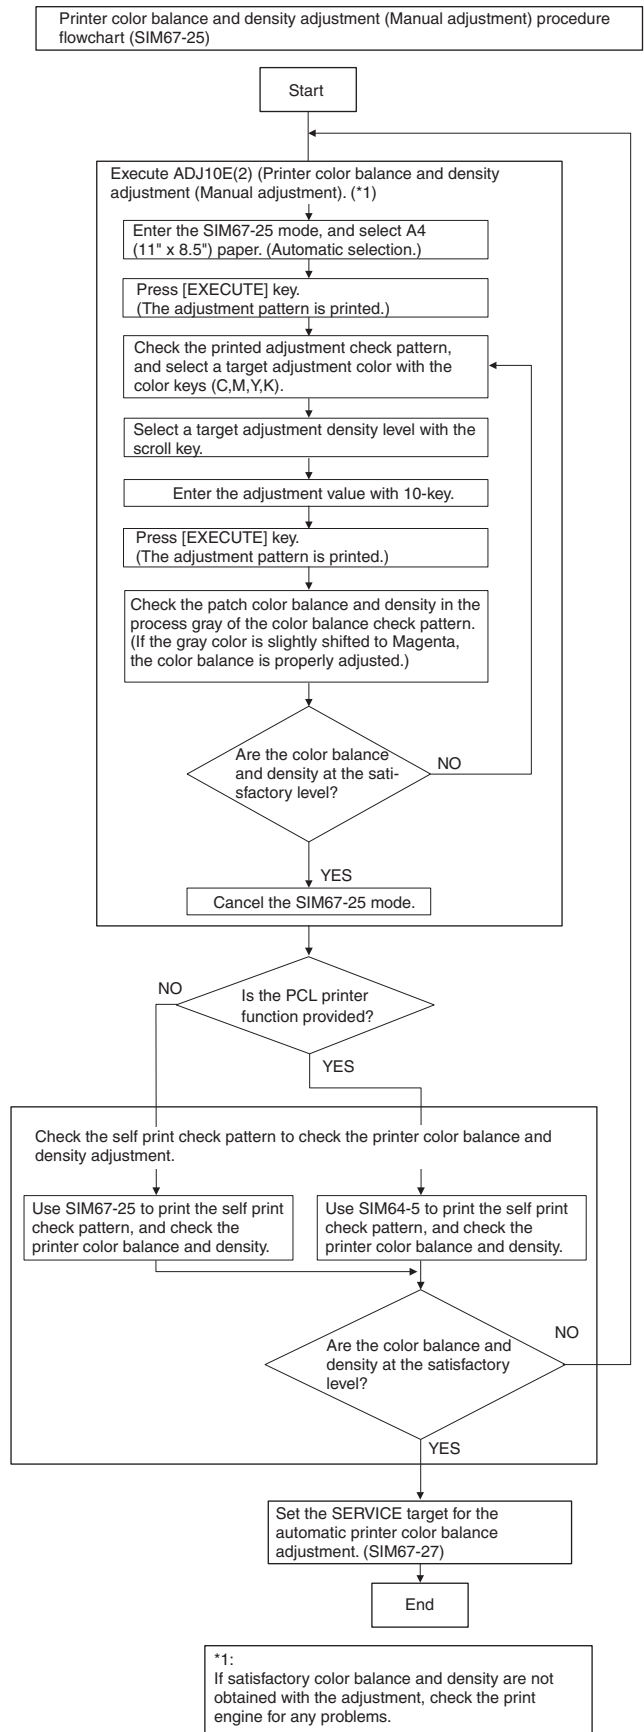 Printer color balance and density adjustment (Manual adjustment) procedure
flowchart (SIM67-25)
Start
Execute ADJ10E(2) (Printer color balance and density
adjustment (Manual adjustment). (*1)
Enter the SIM67-25 mode, and select A4
(11" x 8.5") paper. (Automatic selection.)
Press [EXECUTE] key.
(The adjustment pattern is printed.)
Check the printed adjustment check pattern,
and select a target adjustment color with the
color keys (C,M,Y,K).
Select a target adjustment density level with the
scroll key.
Enter the adjustment value with 10-key.
Press [EXECUTE] key.
(The adjustment pattern is printed.)
Check the patch color balance and density in the
process gray of the color balance check pattern.
(If the gray color is slightly shifted to Magenta,
the color balance is properly adjusted.)
Are the color balance
and density at the sati-
sfactory level?
NO
YES
Cancel the SIM67-25 mode.
NO
Is the PCL printer
function provided?
YES
Check the self print check pattern to check the printer color balance and
density adjustment.
Use SIM67-25 to print the self print
check pattern, and check the
printer color balance and density.
Use SIM64-5 to print the self print
check pattern, and check the
printer color balance and density.
NO
Are the color balance and
density at the satisfactory
level?
YES
Set the SERVICE target for the
automatic printer color balance
adjustment. (SIM67-27)
End
*1:
If satisfactory color balance and density are not
obtained with the adjustment, check the print
engine for any problems.